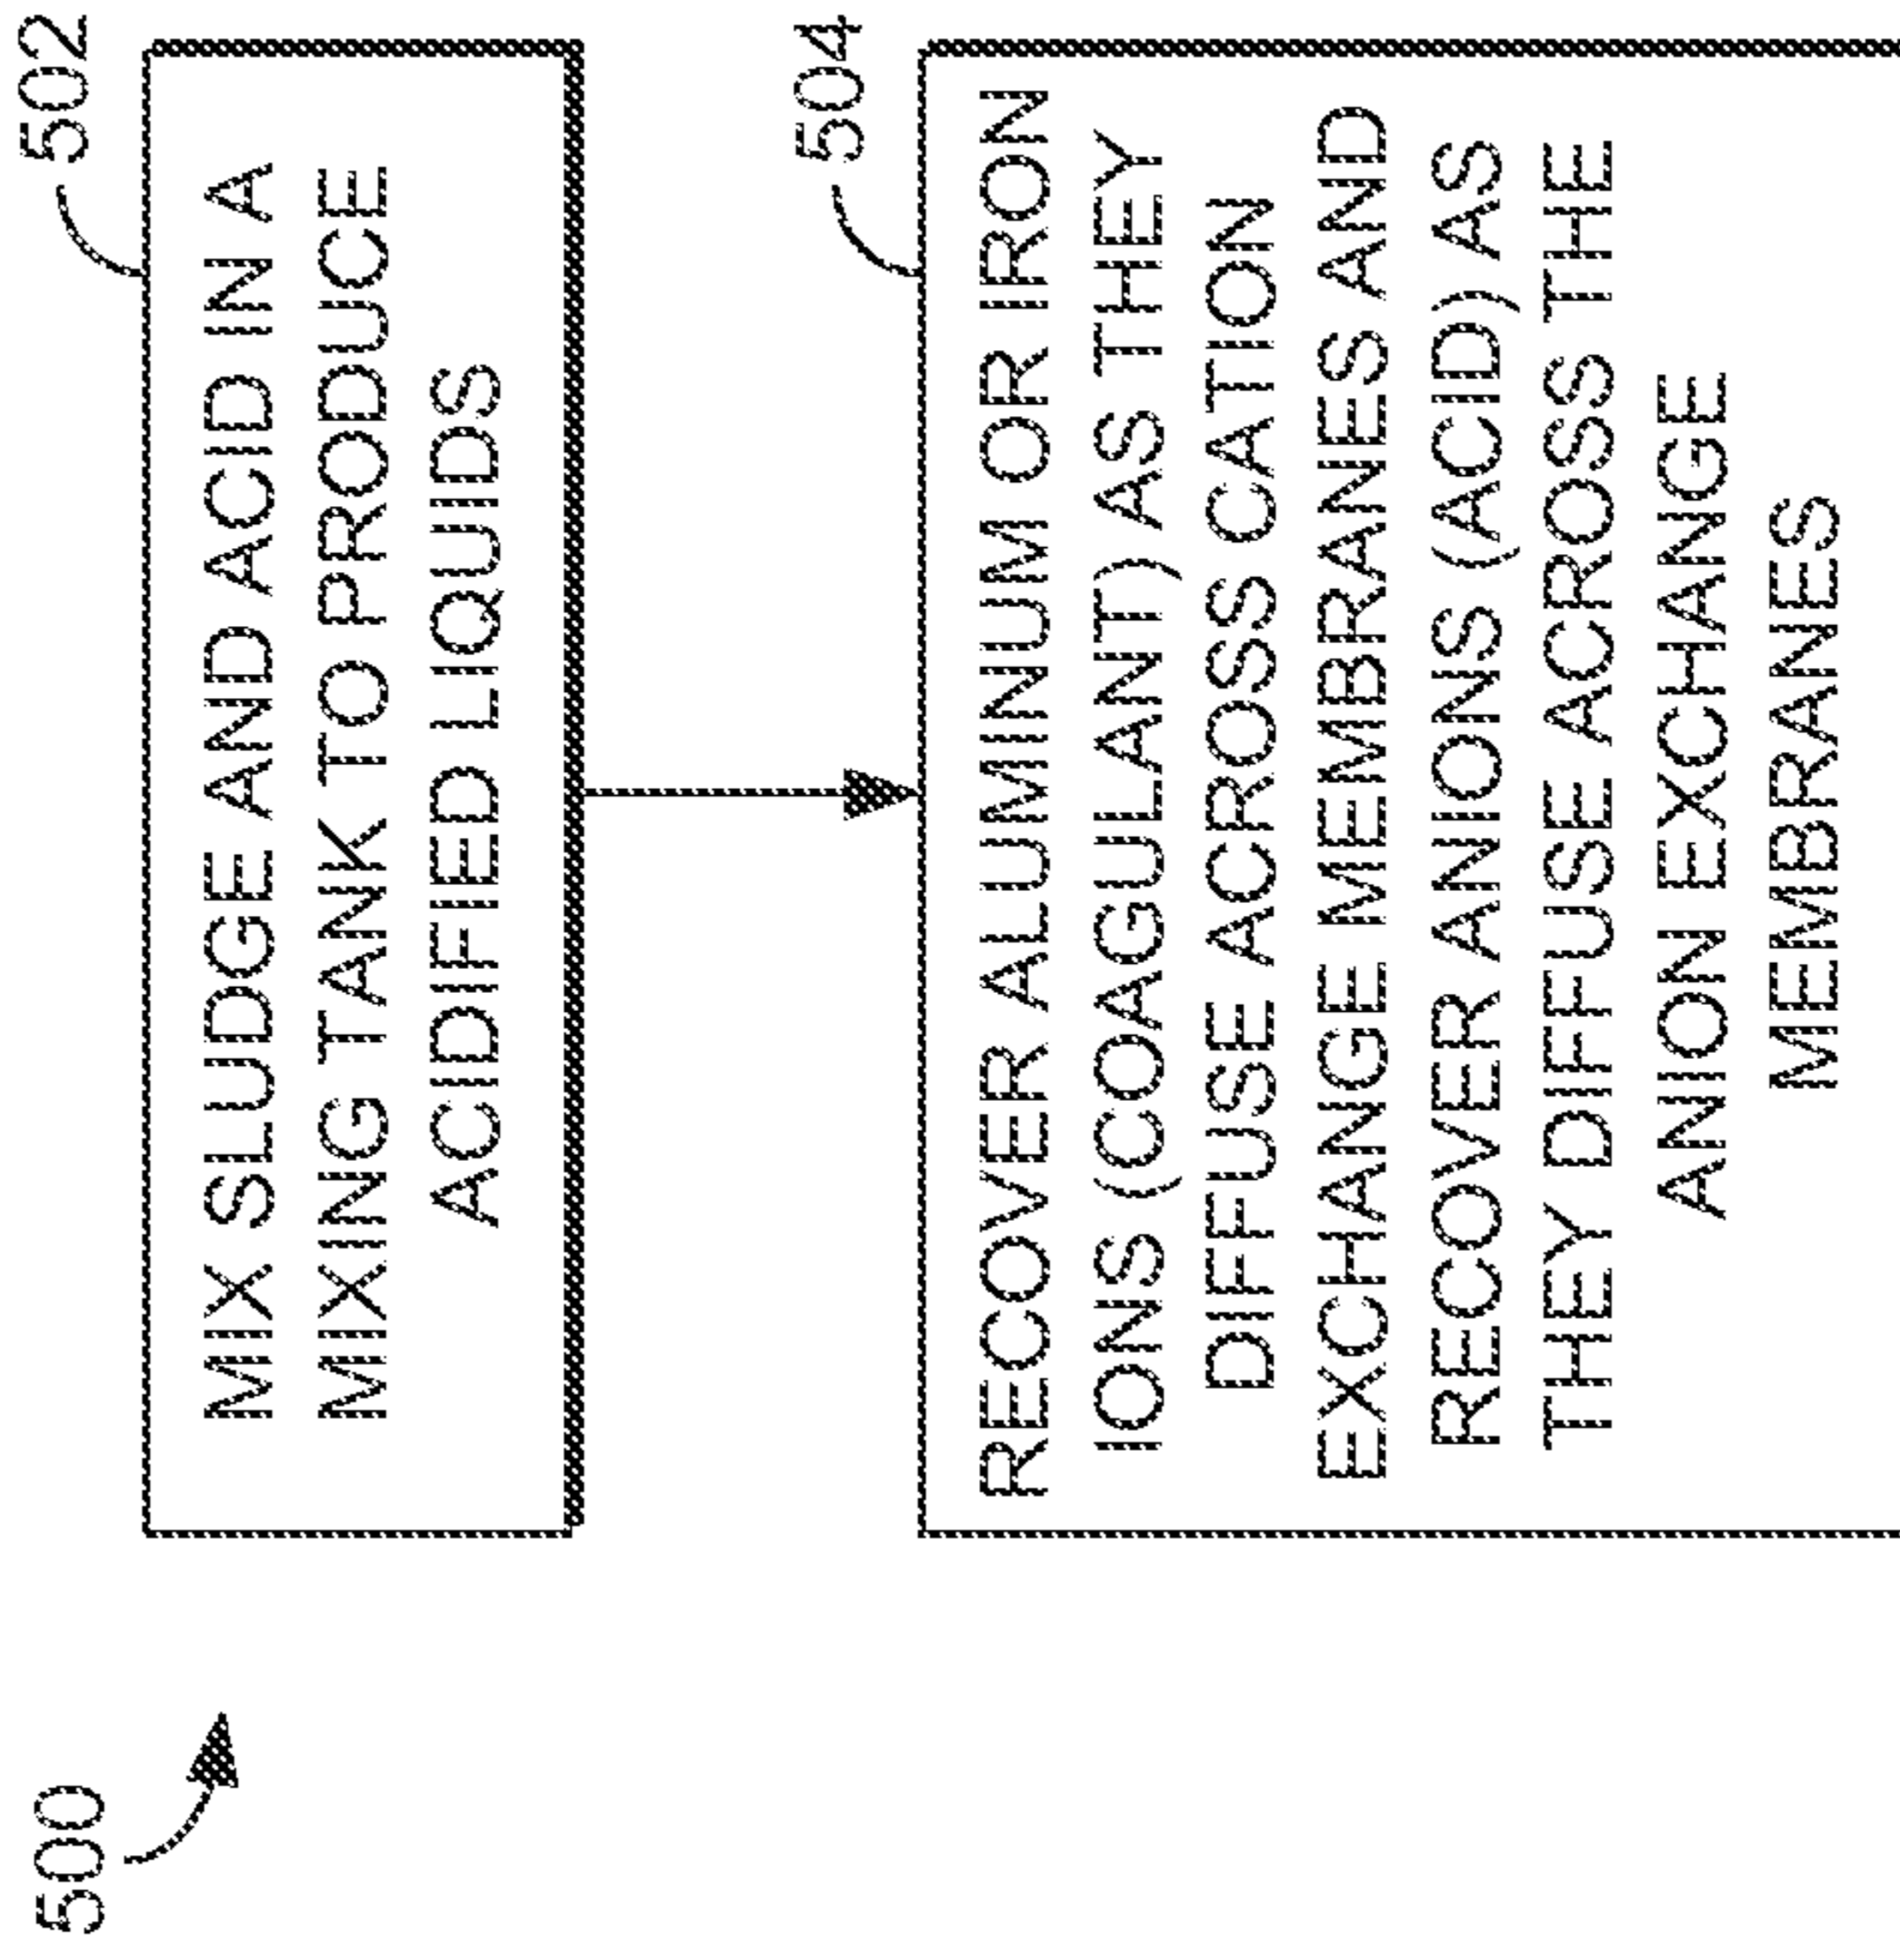 500
502
MIX SLUDGE AND ACID IN A
MIXING TANK TO PRODUCE
ACIDIFIED LIQUIDS
504
RECOVER ALUMINUM OR IRON
IONS (COAGULANT) AS THEY
DIFFUSE ACROSS CATION
EXCHANGE MEMBRANES AND
RECOVER ANIONS (ACID) AS
THEY DIFFUSE ACROSS THE
ANION EXCHANGE
MEMBRANES